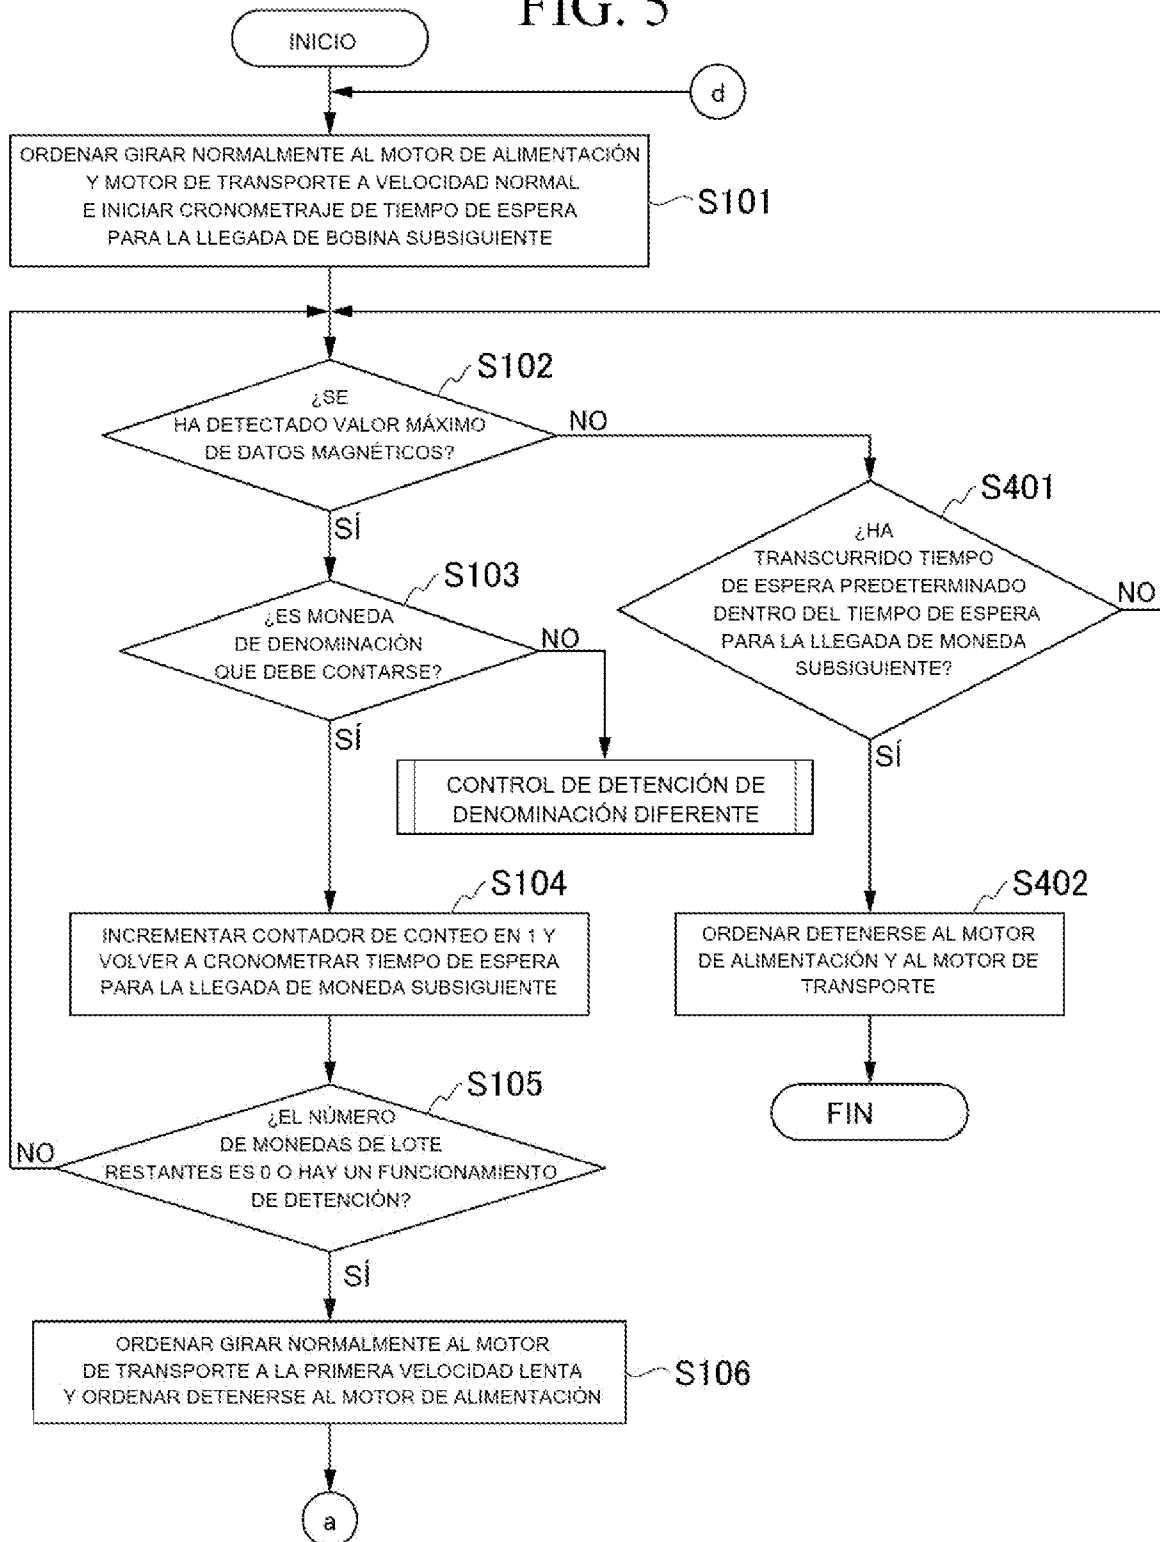 FIG. 5
INICIO
d
ORDENAR GIRAR NORMALMENTE AL MOTOR DE ALIMENTACIÓN
Y MOTOR DE TRANSPORTE A VELOCIDAD NORMAL
E INICIAR CRONOMETRAJE DE TIEMPO DE ESPERA
PARA LA LLEGADA DE BOBINA SUBSIGUIENTE
S101
S102
¿SE
HA DETECTADO VALOR MÁXIMO
DE DATOS MAGNÉTICOS?
NO
SÍ
S401
¿HA
TRANSCURRIDO TIEMPO
DE ESPERA PREDETERMINADO
DENTRO DEL TIEMPO DE ESPERA
PARA LA LLEGADA DE MONEDA
SUBSIGUIENTE?
NO
SÍ
S103
¿ES MONEDA
DE DENOMINACIÓN
QUE DEBE CONTARSE?
NO
SÍ
CONTROL DE DETENCIÓN DE
DENOMINACIÓN DIFERENTE
S104
INCREMENTAR CONTADOR DE CONTEO EN 1 Y
VOLVER A CRONOMETRAR TIEMPO DE ESPERA
PARA LA LLEGADA DE MONEDA SUBSIGUIENTE
S402
ORDENAR DETENERSE AL MOTOR
DE ALIMENTACIÓN Y AL MOTOR DE
TRANSPORTE
FIN
S105
¿EL NÚMERO
DE MONEDAS DE LOTE
RESTANTES ES 0 O HAY UN FUNCIONAMIENTO
DE DETENCIÓN?
NO
SÍ
ORDENAR GIRAR NORMALMENTE AL MOTOR
DE TRANSPORTE A LA PRIMERA VELOCIDAD LENTA
Y ORDENAR DETENERSE AL MOTOR DE ALIMENTACIÓN
S106
a